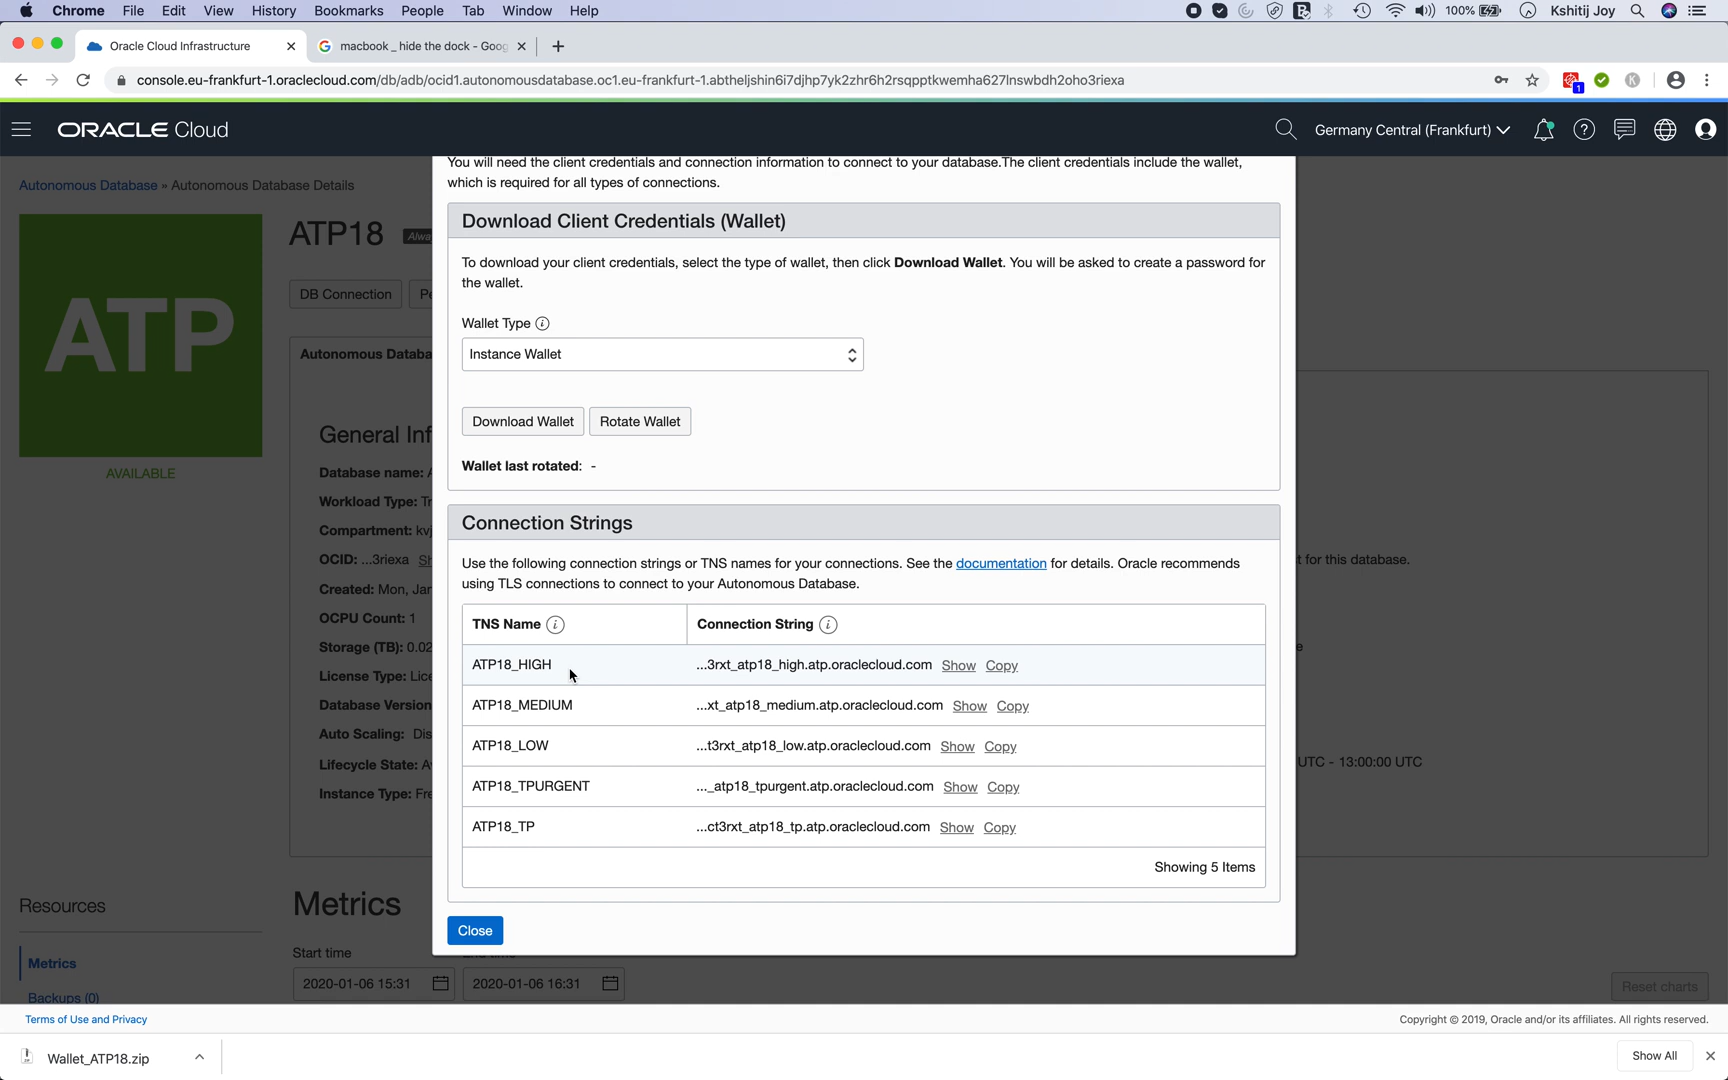 Chrome File Edit View History Bookmarks People Tab Window Help 100% Kshitij Joy
Oracle Cloud Infrastructure macbook _ hide the dock - Goog
console.eu-frankfurt-1.oraclecloud.com/db/adb/ocid1.autonomousdatabase.oc1.eu-frankfurt-1.abtheljshin6i7djhp7yk2zhr6h2rsqpptkwemha627lnswbdh2oho3riexa
1
ORACLE Cloud Germany Central (Frankfurt)
You will need the client credentials and connection information to connect to your database.The client credentials include the wallet,
which is required for all types of connections.
Autonomous Database » Autonomous Database Details
Download Client Credentials (Wallet)
ATP
ATP18
To download your client credentials, select the type of wallet, then click Download Wallet. You will be asked to create a password for
the wallet.
DB Connection
Wallet Type
Instance Wallet
Autonomous Databa
Download Wallet Rotate Wallet
General Inf
Wallet last rotated: -
AVAILABLE
Database name:
Workload Type: Tr
Compartment: kvj
OCID: ...3riexa
Created: Mon, Jan
OCPU Count: 1
Storage (TB): 0.02
License Type: Lice
Database Version
Auto Scaling: Dis
Lifecycle State: A
Instance Type: Fre
t for this database.
e
UTC - 13:00:00 UTC
Connection Strings
Use the following connection strings or TNS names for your connections. See the documentation for details. Oracle recommends
using TLS connections to connect to your Autonomous Database.
TNS Name Connection String
ATP18_HIGH ...3rxt_atp18_high.atp.oraclecloud.com Show Copy
ATP18_MEDIUM ...xt_atp18_medium.atp.oraclecloud.com Show Copy
ATP18_LOW ...t3rxt_atp18_low.atp.oraclecloud.com Show Copy
ATP18_TPURGENT ..._atp18_tpurgent.atp.oraclecloud.com Show Copy
ATP18_TP ...ct3rxt_atp18_tp.atp.oraclecloud.com Show Copy
Showing 5 Items
Close
Resources
Metrics
Metrics
Backups (0)
Start time
2020-01-06 15:31 2020-01-06 16:31
Reset charts
Terms of Use and Privacy Copyright © 2019, Oracle and/or its affiliates. All rights reserved.
Wallet_ATP18.zip Show All